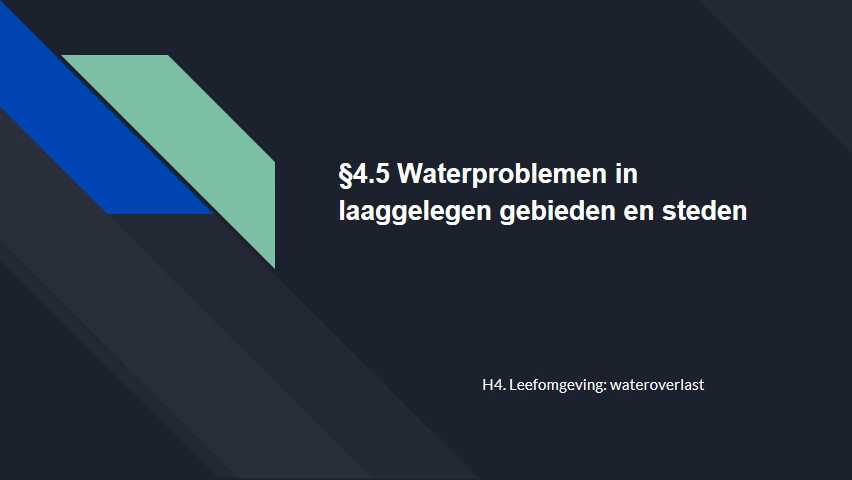 §4.5 Waterproblemen in
laaggelegen gebieden en steden
H4. Leefomgeving: wateroverlast